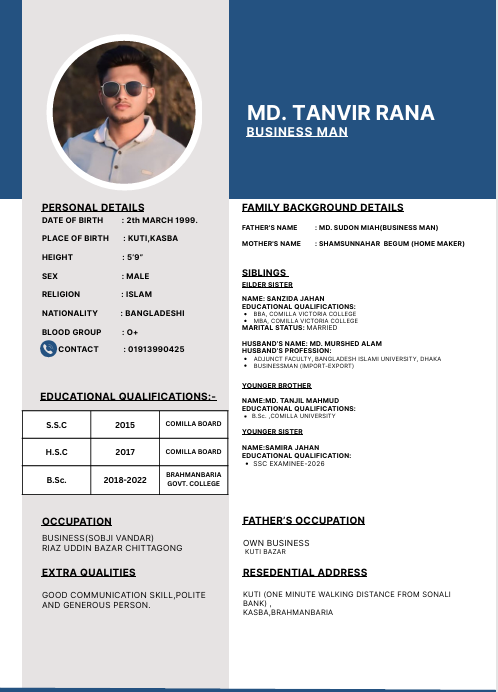 MD. TANVIR RANA
BUSINESS MAN
PERSONAL DETAILS
DATE OF BIRTH : 2th MARCH 1999.
PLACE OF BIRTH : KUTI,KASBA
HEIGHT : 5'9"
SEX : MALE
RELIGION : ISLAM
NATIONALITY : BANGLADESHI
BLOOD GROUP : O+
CONTACT : 01913990425
EDUCATIONAL QUALIFICATIONS:-
S.S.C 2015 COMILLA BOARD
H.S.C 2017 COMILLA BOARD
B.Sc. 2018-2022 BRAHMANBARIA
GOVT. COLLEGE
OCCUPATION
BUSINESS(SOBJI VANDAR)
RIAZ UDDIN BAZAR CHITTAGONG
EXTRA QUALITIES
GOOD COMMUNICATION SKILL,POLITE
AND GENEROUS PERSON.
FAMILY BACKGROUND DETAILS
FATHER'S NAME : MD. SUDON MIAH(BUSINESS MAN)
MOTHER'S NAME : SHAMSUNNAHAR BEGUM (HOME MAKER)
SIBLINGS
EILDER SISTER
NAME: SANZIDA JAHAN
EDUCATIONAL QUALIFICATIONS:
• BBA, COMILLA VICTORIA COLLEGE
• MBA, COMILLA VICTORIA COLLEGE
MARITAL STATUS: MARRIED
HUSBAND'S NAME: MD. MURSHED ALAM
HUSBAND'S PROFESSION:
• ADJUNCT FACULTY, BANGLADESH ISLAMI UNIVERSITY, DHAKA
• BUSINESSMAN (IMPORT-EXPORT)
YOUNGER BROTHER
NAME:MD. TANJIL MAHMUD
EDUCATIONAL QUALIFICATIONS:
• B.Sc. ,COMILLA UNIVERSITY
YOUNGER SISTER
NAME:SAMIRA JAHAN
EDUCATIONAL QUALIFICATION:
• SSC EXAMINEE-2026
FATHER'S OCCUPATION
OWN BUSINESS
KUTI BAZAR
RESEDENTIAL ADDRESS
KUTI (ONE MINUTE WALKING DISTANCE FROM SONALI
BANK) ,
KASBA,BRAHMANBARIA